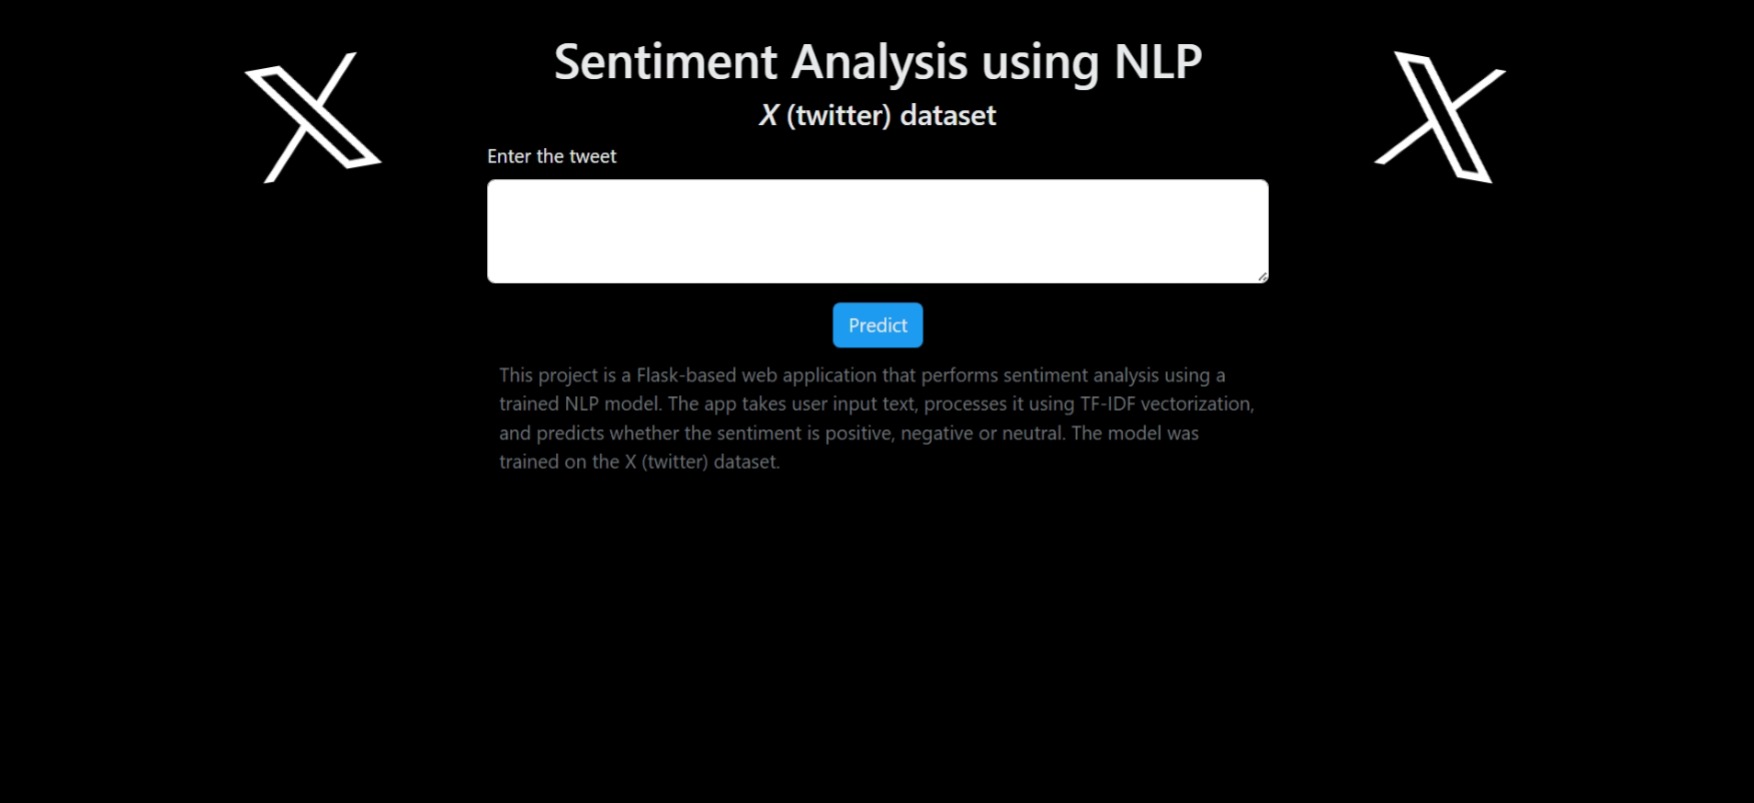 Sentiment Analysis using NLP
X (twitter) dataset
Enter the tweet
Predict
This project is a Flask-based web application that performs sentiment analysis using a
trained NLP model. The app takes user input text, processes it using TF-IDF vectorization,
and predicts whether the sentiment is positive, negative or neutral. The model was
trained on the X (twitter) dataset.